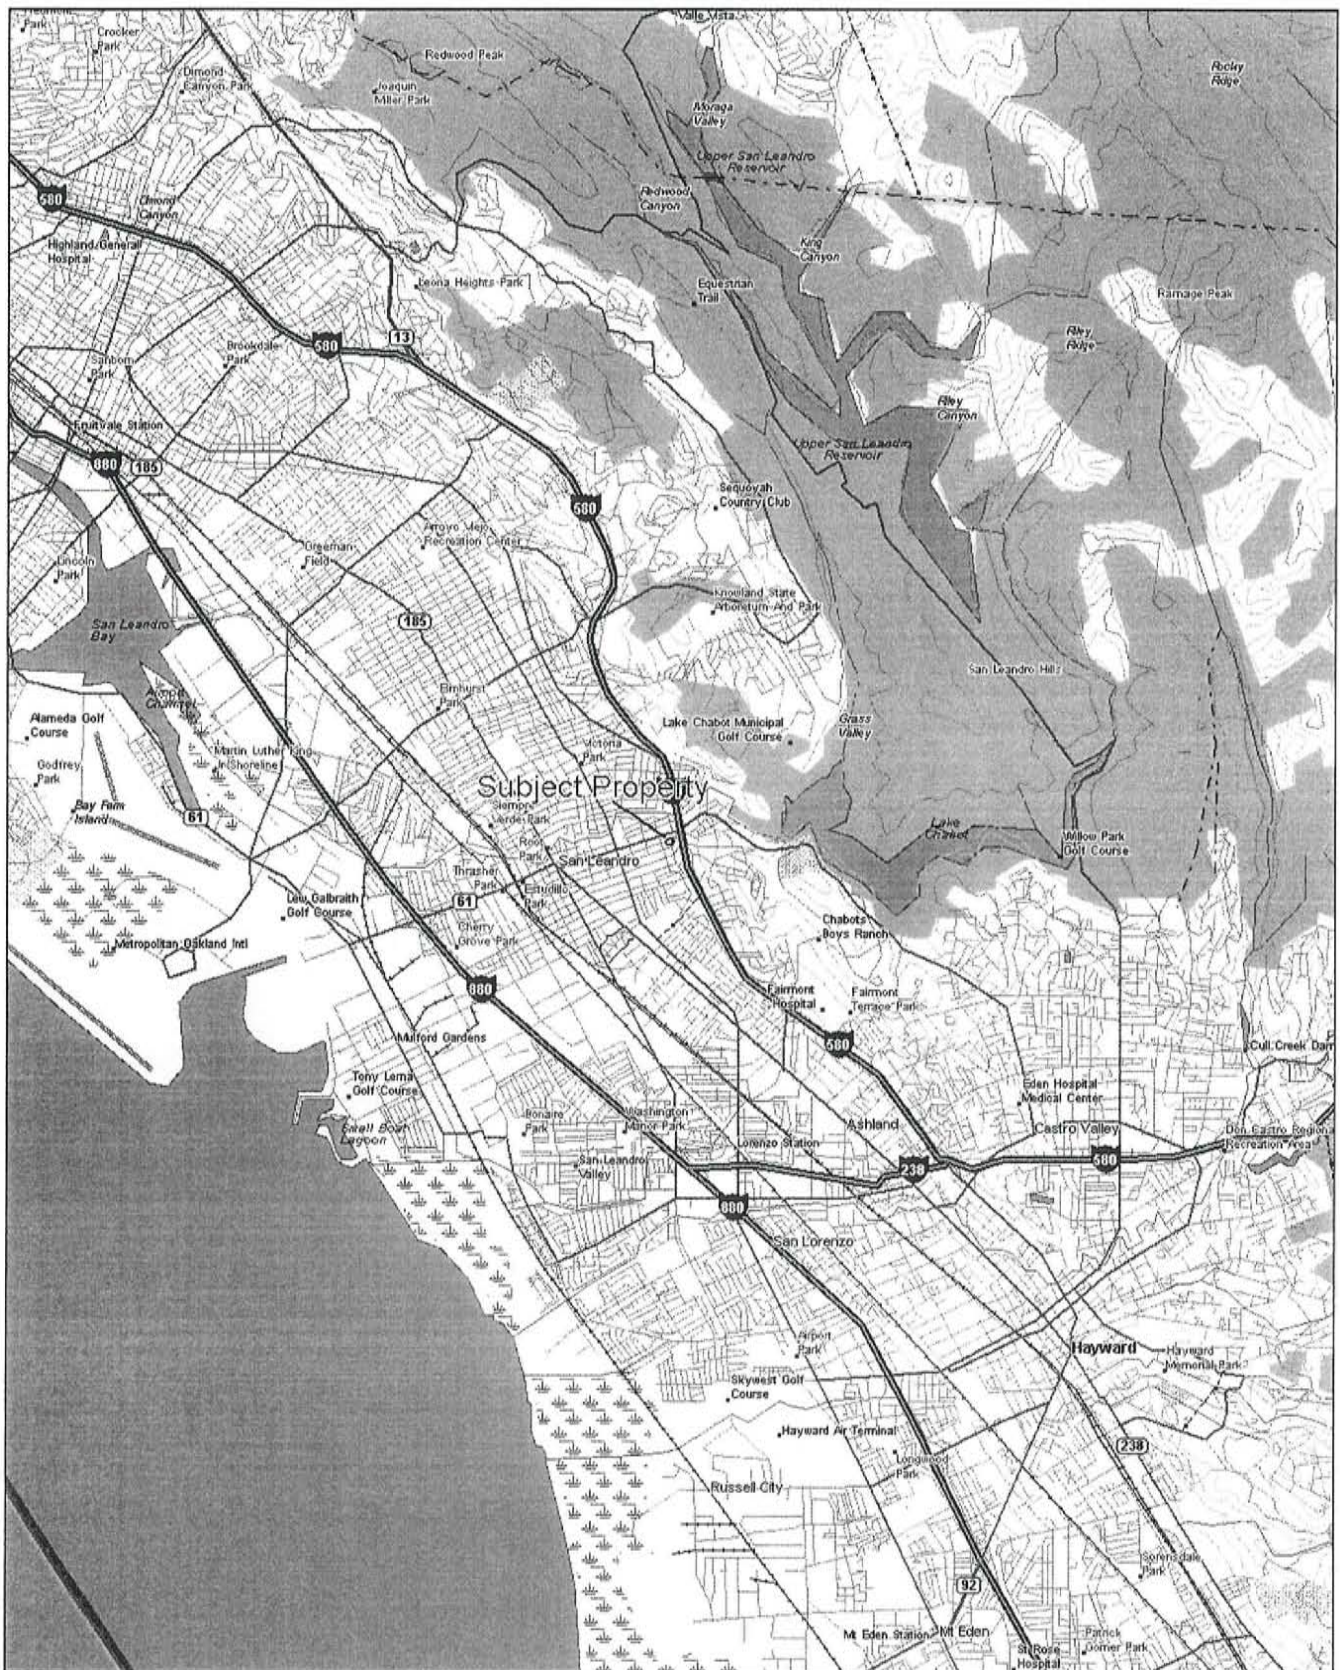 Park
Crocker
Park
Valle Vista
Redwood Peak
Rocky
Ridge
Dimond
Canyon Park
Joaquin
Miller Park
Moraga
Valley
Upper San Leandro
Reservoir
Redwood
Canyon
580
Dimond
Canyon
Highland General
Hospital
King
Canyon
Leona Heights Park
Equestrian
Trail
Ramage Peak
13
580
Riley
Ridge
Brookdale
Park
Sanborn
Park
Riley
Canyon
Fruitvale Station
880
185
Upper San Leandro
Reservoir
580
Sequoyah
Country Club
Arroyo Viejo
Recreation Center
Greenman
Field
Lincoln
Park
Knowland State
Arboretum And Park
San Leandro
Bay
185
San Leandro Hills
Elmhurst
Park
Airport
Channel
Alameda Golf
Course
Lake Chabot Municipal
Golf Course
Grass
Valley
Victoria
Park
Martin Luther King
Jr Shoreline
Godfrey
Park
Subject Property
Bay Farm
Island
61
Siempre
Verde Park
Lake
Chabot
Willow Park
Golf Course
Root
Park
San Leandro
Thrasher
Park
Estudillo
Park
61
Lew Galbraith
Golf Course
Chabots
Boys Ranch
Cherry
Grove Park
Metropolitan Oakland Intl
880
Fairmont
Hospital
Fairmont
Terrace Park
Mulford Gardens
580
Cull Creek Dam
Tony Lema
Golf Course
Eden Hospital
Medical Center
Small Boat
Lagoon
Bonaire
Park
Washington
Manor Park
Ashland
Castro Valley
Lorenzo Station
Don Castro Regiona
Recreation Area
San Leandro
Valley
238
580
880
San Lorenzo
Airport
Park
Hayward
Hayward
Memorial Park
Skywest Golf
Course
Hayward Air Terminal
238
Longwood
Park
Russell City
Sorensdale
Park
92
Mt Eden Station
Mt Eden
Patrick
Gomer Park
St Rose
Hospital